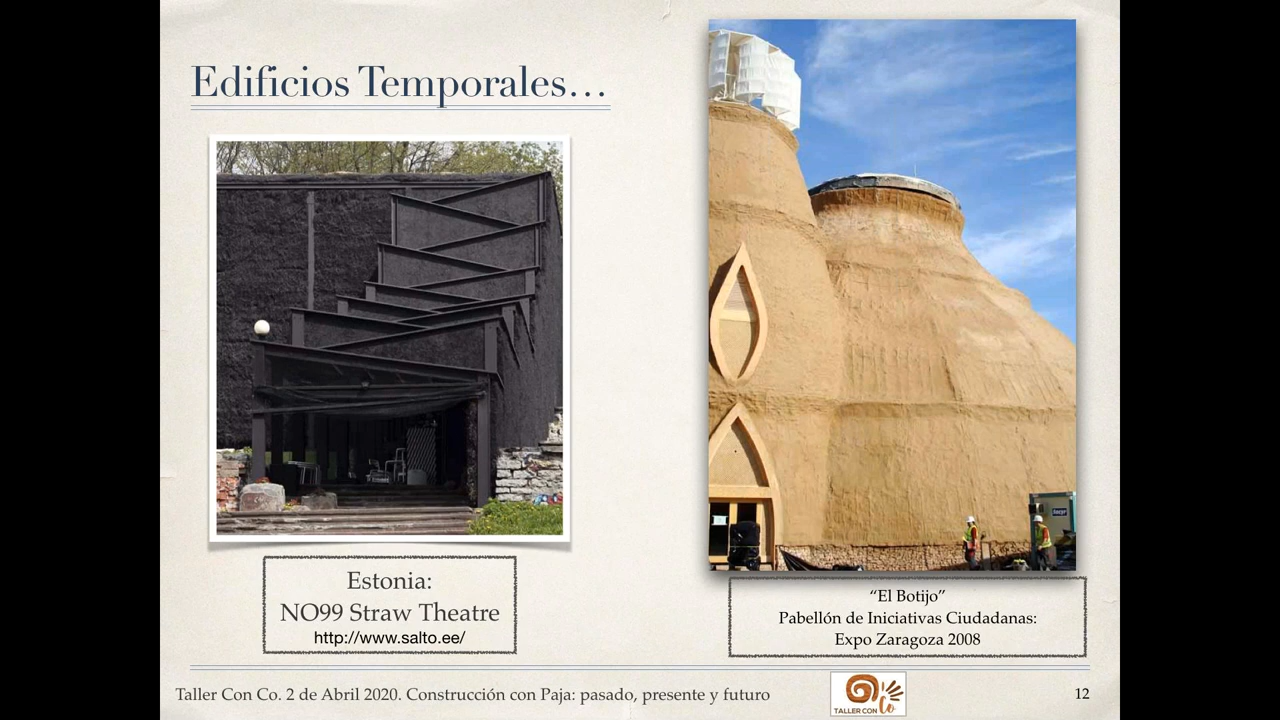 Edificios Temporales…
Estonia:
NO99 Straw Theatre
http://www.salto.ee/
“El Botijo”
Pabellón de Iniciativas Ciudadanas:
Expo Zaragoza 2008
Taller Con Co. 2 de Abril 2020. Construcción con Paja: pasado, presente y futuro
TALLER CON Co
12